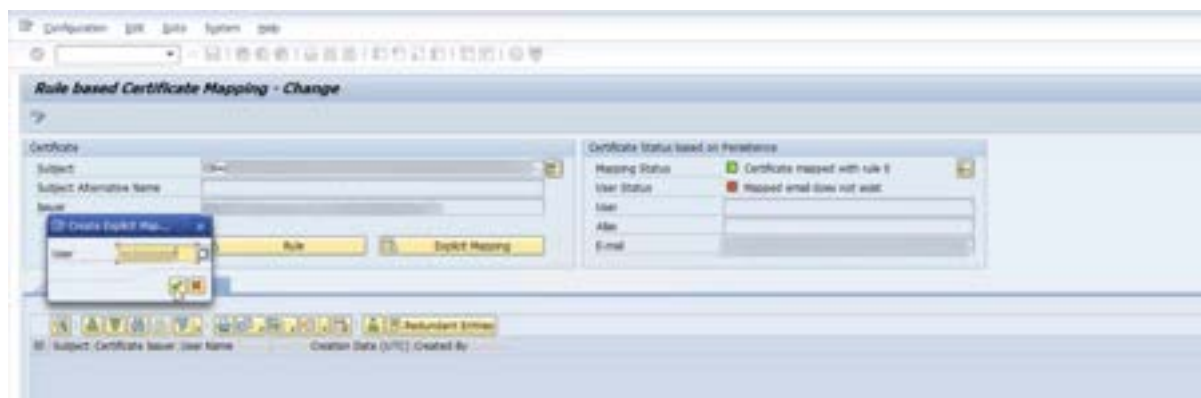 Configuration Edit Goto System Help
Rule based Certificate Mapping - Change
Certificate
Certificate Status based on Persistence
Subject
Mapping Status
Certificate mapped with rule
Subject Alternative Name
User Status
Mapped email does not exist
Issuer
User
Create Explicit Map...
Alias
User
Rule
Explicit Mapping
E-mail
Redundant Entries
Subject Certificate Issuer User Name Creation Date (UTC) Created By